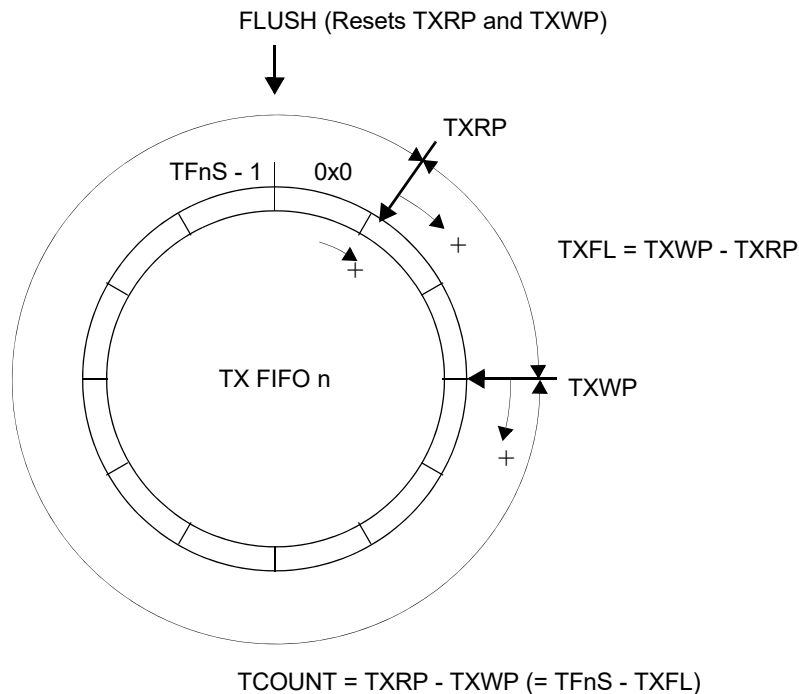 FLUSH (Resets TXRP and TXWP)
TXRP
TFnS - 1
0x0
+
+
TXFL = TXWP - TXRP
TX FIFO n
TXWP
+
TCOUNT = TXRP - TXWP (= TFnS - TXFL)